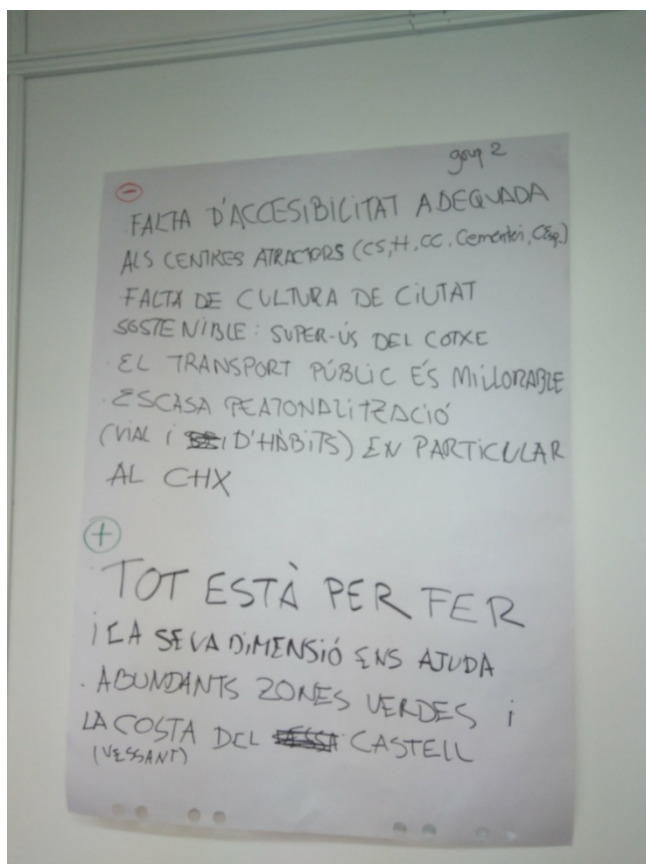 grup 2
-
FALTA D'ACCESIBILITAT ADEQUADA
ALS CENTRES ATRACTORS (CS, H, CC, Cementeri, CEsp.)
FALTA DE CULTURA DE CIUTAT
SOSTENIBLE: SUPER-ÚS DEL COTXE
· EL TRANSPORT PÚBLIC ÉS MILLORABLE
· ESCASA PEATONALITZACIÓ
(VIAL I D'HÀBITS) EN PARTICULAR
AL CHX
+
· TOT ESTÀ PER FER
I LA SEVA DIMENSIÓ ENS AJUDA
· ABUNDANTS ZONES VERDES I
LA COSTA DEL CASTELL
(VESSANT)